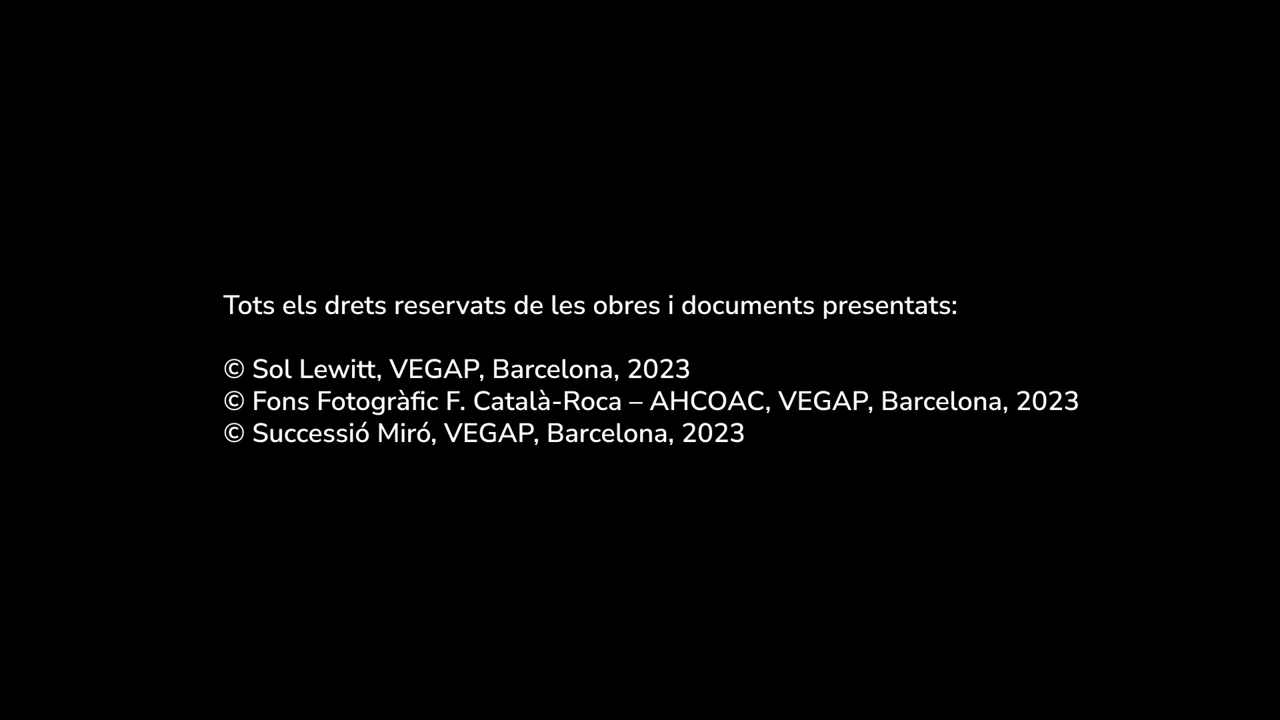 Tots els drets reservats de les obres i documents presentats:
© Sol Lewitt, VEGAP, Barcelona, 2023
© Fons Fotogràfic F. Català-Roca – AHCOAC, VEGAP, Barcelona, 2023
© Successió Miró, VEGAP, Barcelona, 2023